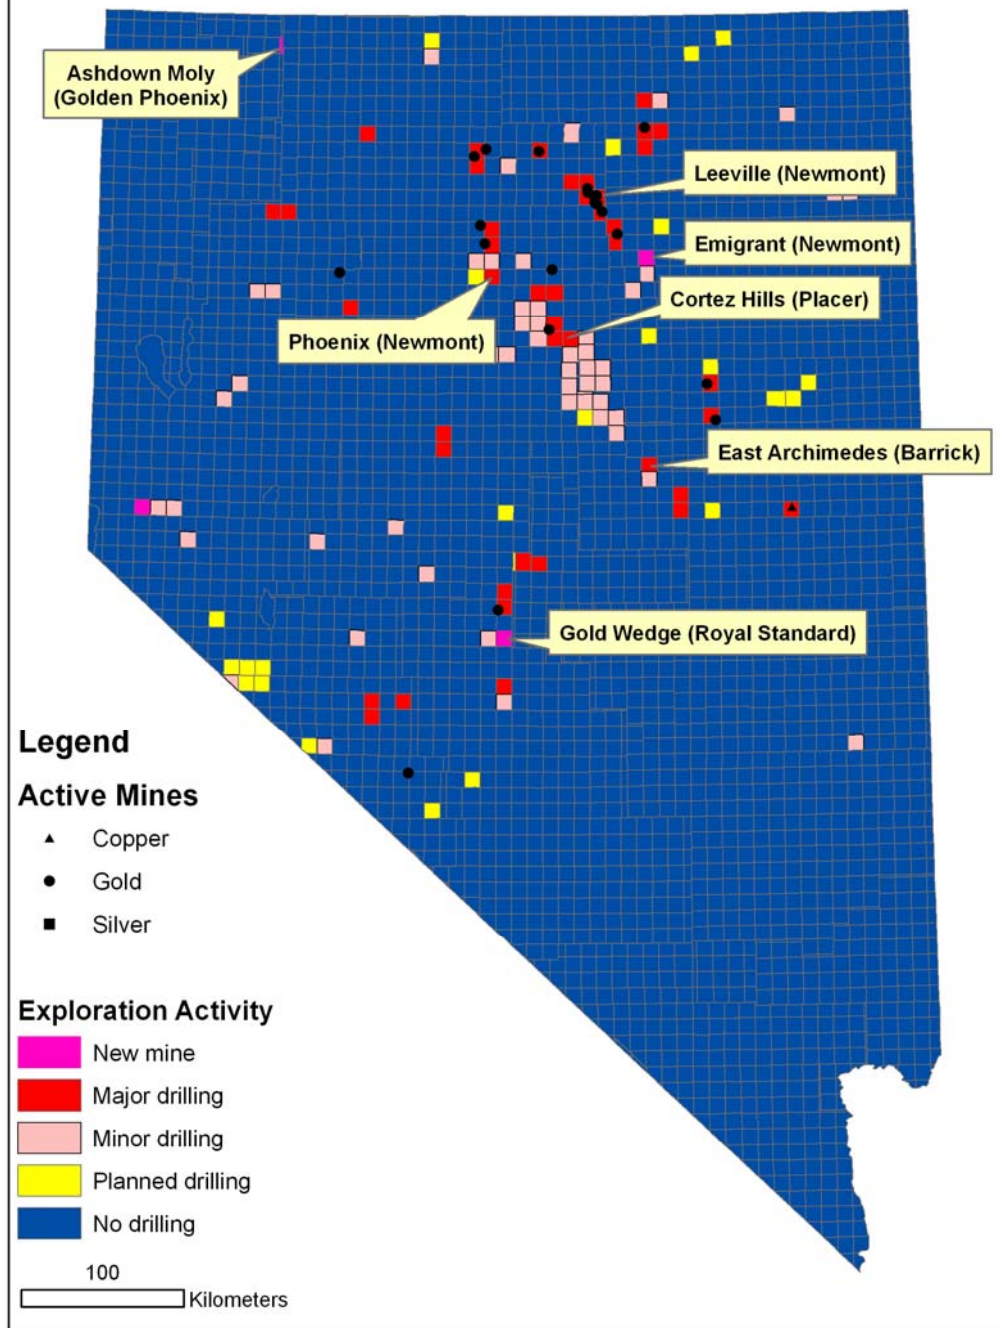 Ashdown Moly
(Golden Phoenix)
Leeville (Newmont)
Emigrant (Newmont)
Cortez Hills (Placer)
Phoenix (Newmont)
East Archimedes (Barrick)
Gold Wedge (Royal Standard)
Legend
Active Mines
Copper
Gold
Silver
Exploration Activity
New mine
Major drilling
Minor drilling
Planned drilling
No drilling
100
Kilometers